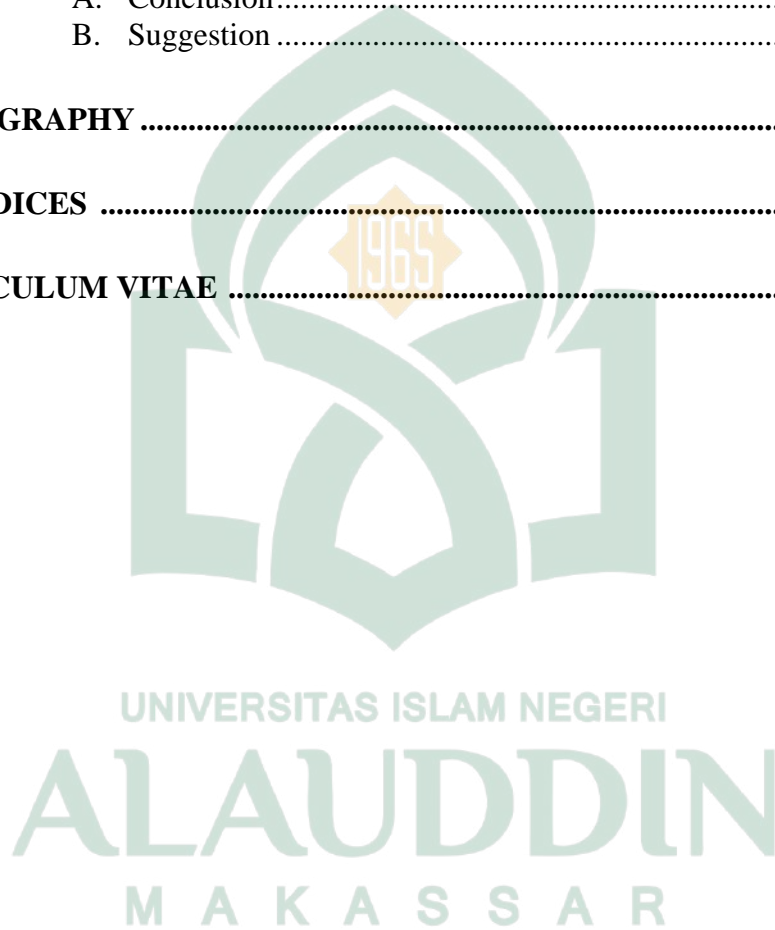 A. Conclusion....................................................................
B. Suggestion ....................................................................
GRAPHY ................................................................................
DICES ................................................................................
CULUM VITAE ....................................................................
1965
UNIVERSITAS ISLAM NEGERI
ALAUDDIN
MAKASSAR